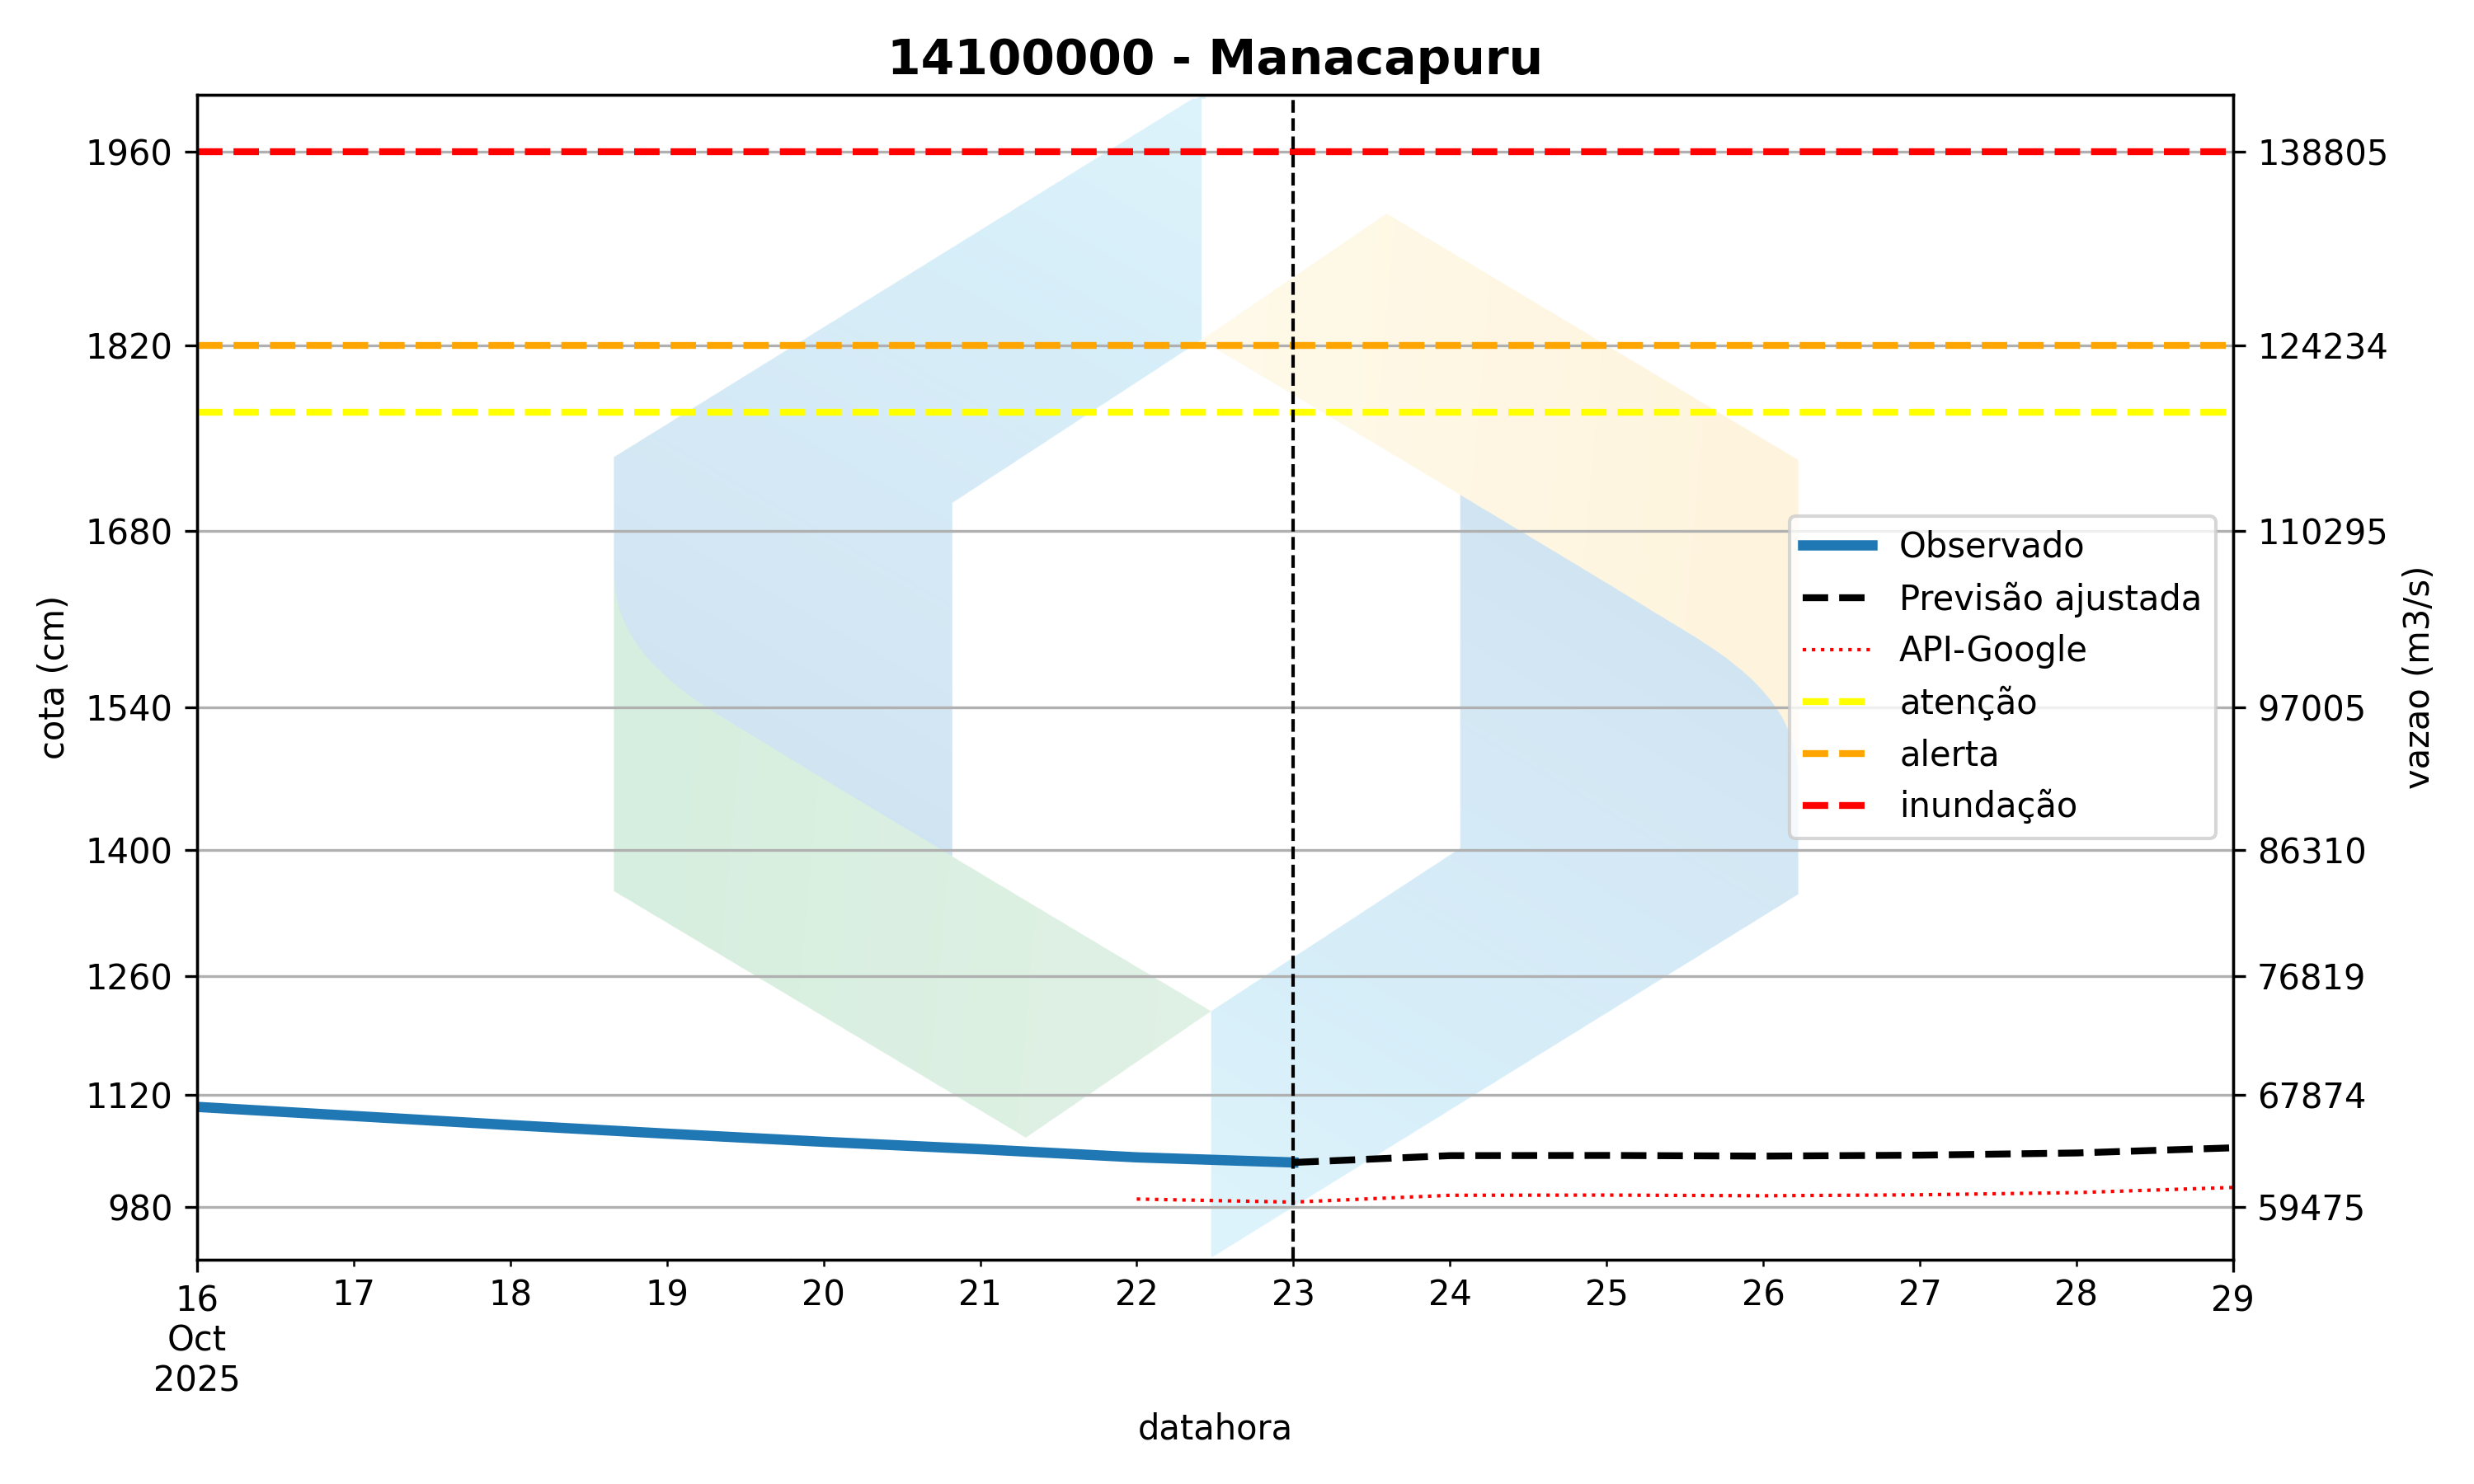 14100000 - Manacapuru
1960
1820
1680
1540
1400
1260
1120
980
cota (cm)
138805
124234
110295
97005
86310
76819
67874
59475
vazao (m3/s)
Observado
Previsão ajustada
API-Google
atenção
alerta
inundação
16 17 18 19 20 21 22 23 24 25 26 27 28 29
Oct
2025
datahora